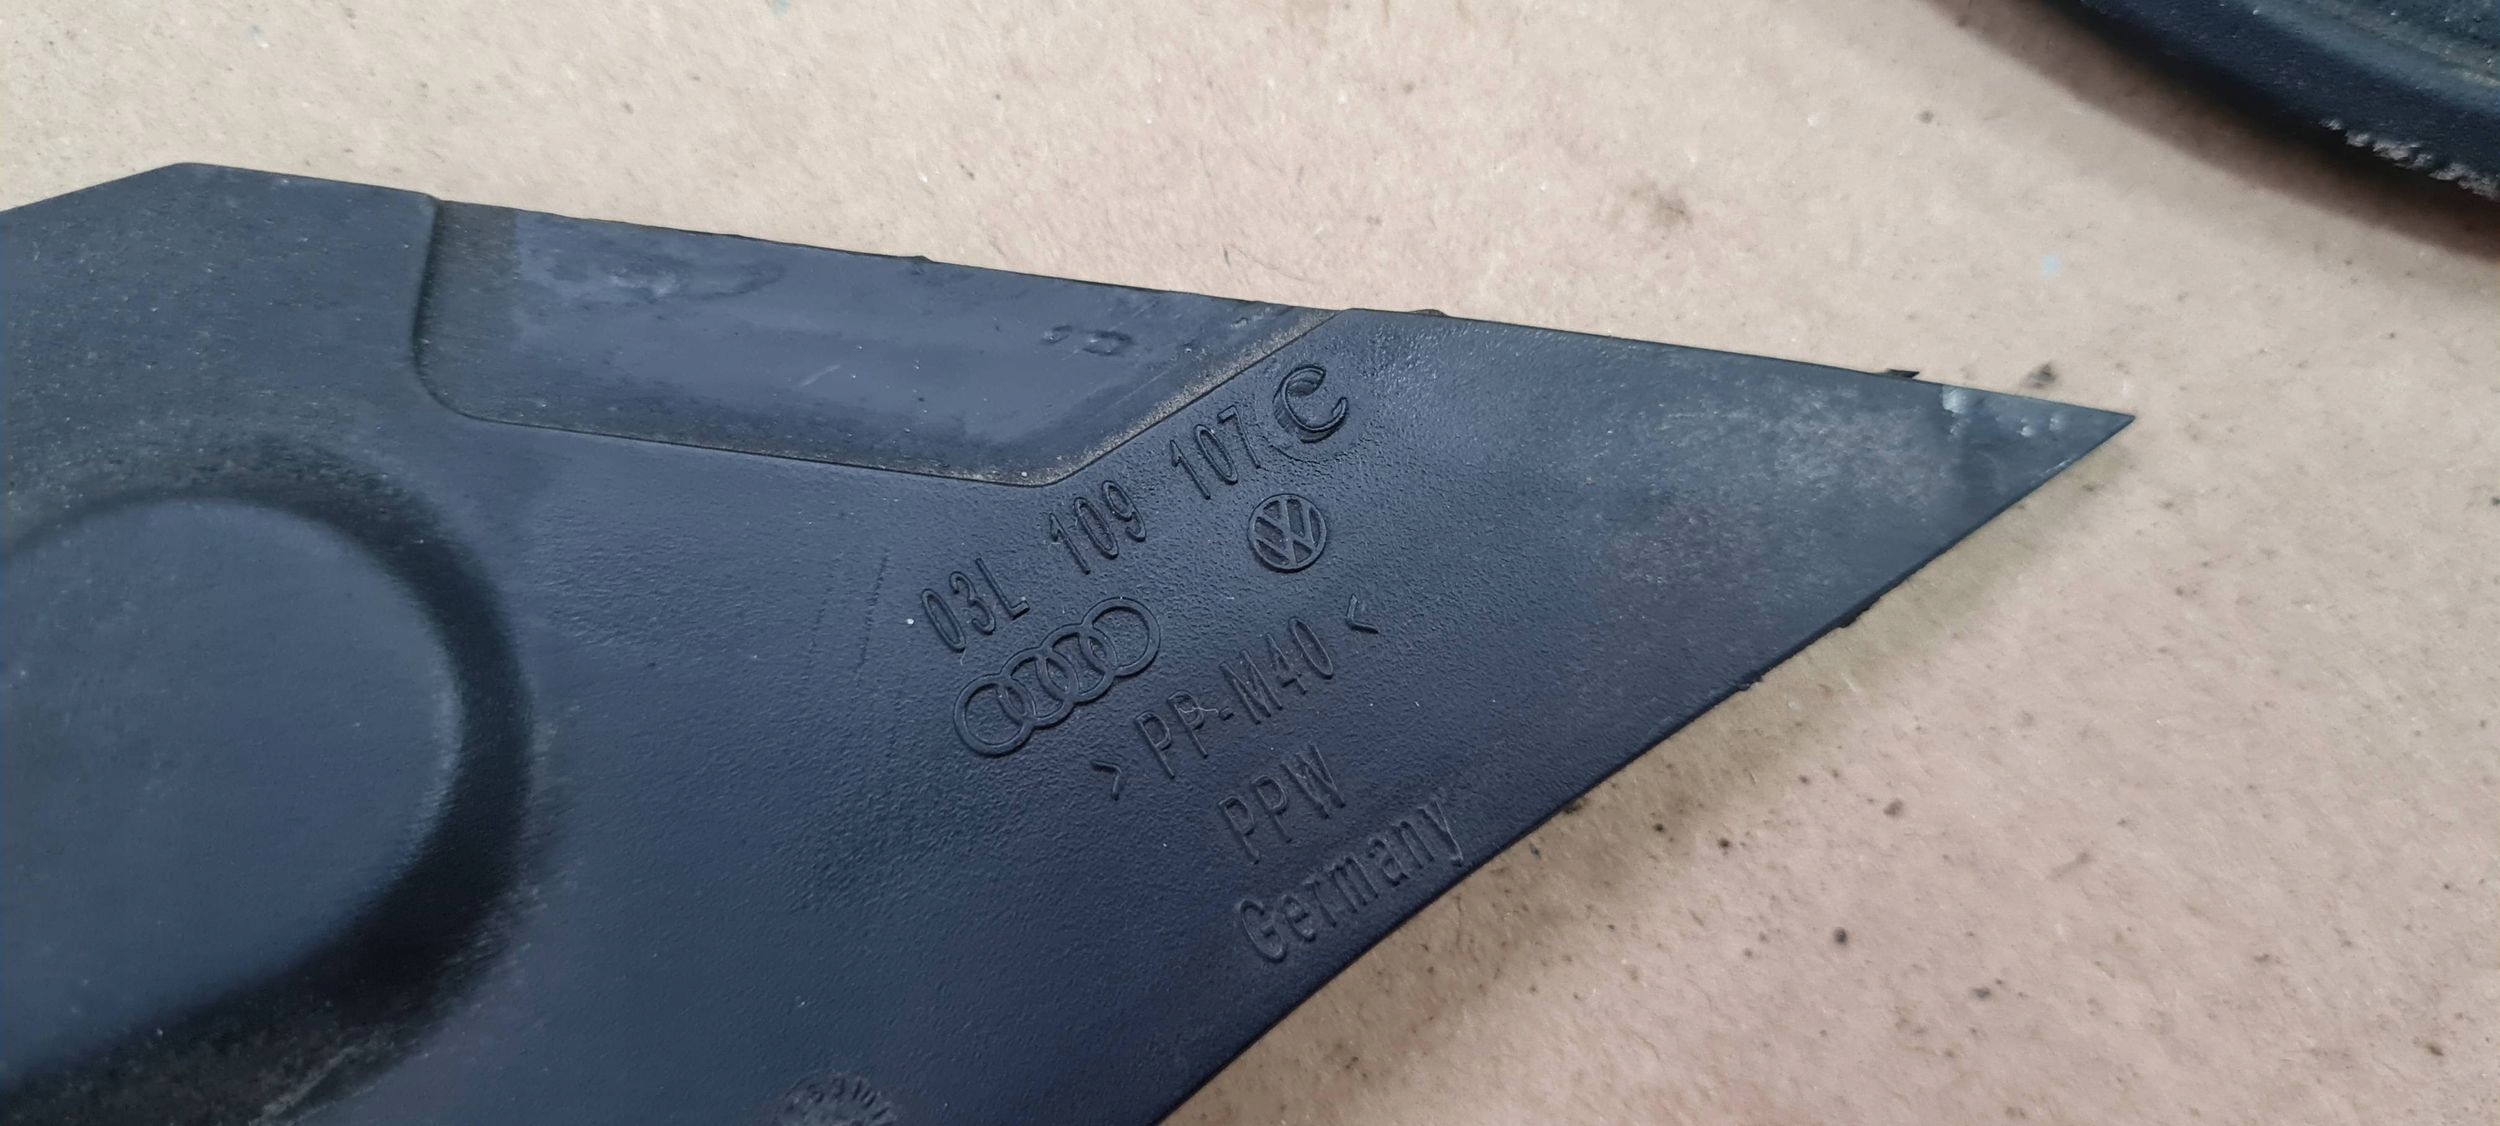 03L 109 107 C
>PP-M40<
PPW
Germany